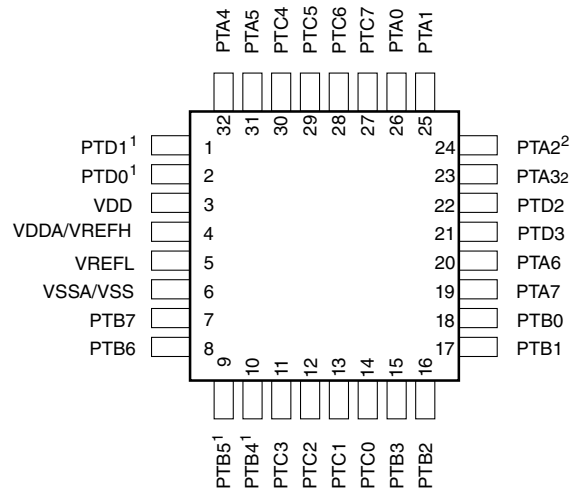 PTA4 PTA5 PTC4 PTC5 PTC6 PTC7 PTA0 PTA1
32 31 30 29 28 27 26 25
PTD1¹ 1 24 PTA2²
PTD0¹ 2 23 PTA32
VDD 3 22 PTD2
VDDA/VREFH 4 21 PTD3
VREFL 5 20 PTA6
VSSA/VSS 6 19 PTA7
PTB7 7 18 PTB0
PTB6 8 17 PTB1
9 10 11 12 13 14 15 16
PTB5¹ PTB4¹ PTC3 PTC2 PTC1 PTC0 PTB3 PTB2